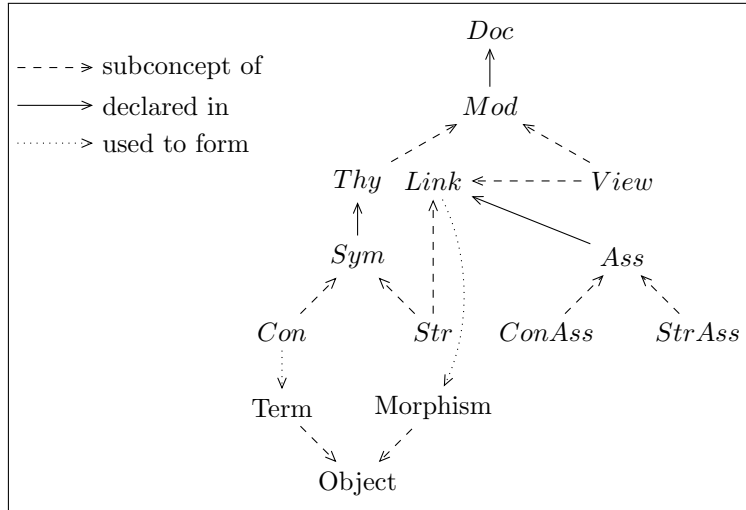 Doc
subconcept of
declared in
Mod
used to form
Thy Link View
Sym Ass
Con Str ConAss StrAss
Term Morphism
Object